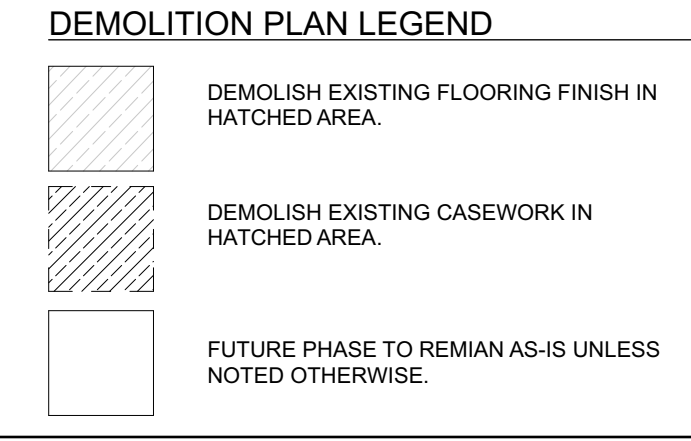 DEMOLITION PLAN LEGEND
DEMOLISH EXISTING FLOORING FINISH IN
HATCHED AREA.
DEMOLISH EXISTING CASEWORK IN
HATCHED AREA.
FUTURE PHASE TO REMIAN AS-IS UNLESS
NOTED OTHERWISE.